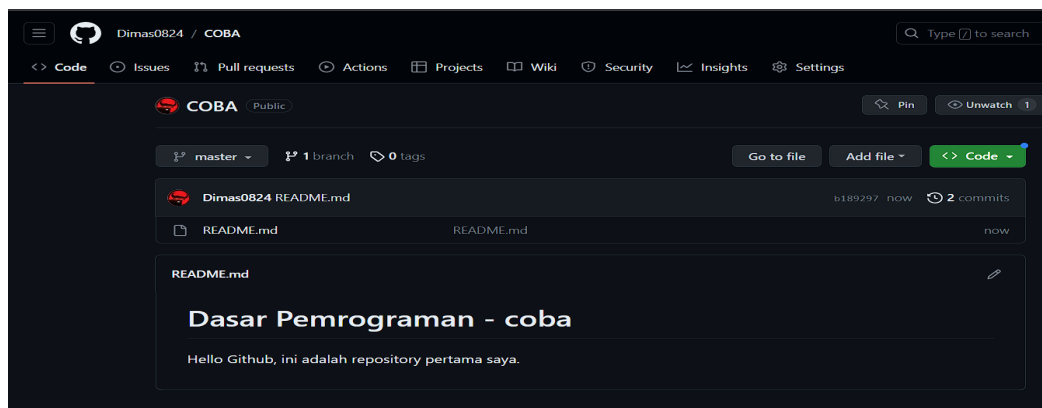 Dimas0824 / COBA
Type / to search
Code Issues Pull requests Actions Projects Wiki Security Insights Settings
COBA Public
Pin Unwatch 1
master 1 branch 0 tags
Go to file Add file Code
Dimas0824 README.md b189297 now 2 commits
README.md README.md now
README.md
Dasar Pemrograman - coba
Hello Github, ini adalah repository pertama saya.